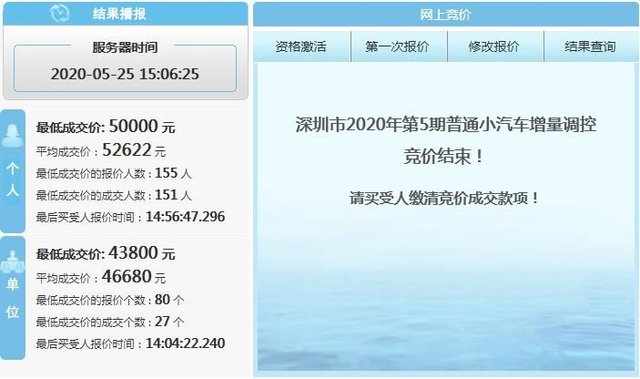 结果播报
服务器时间
2020-05-25 15:06:25
个人
最低成交价: 50000 元
平均成交价：52622 元
最低成交价的报价人数：155 人
最低成交价的成交人数：151 人
最后买受人报价时间：14:56:47.296
单位
最低成交价: 43800 元
平均成交价：46680 元
最低成交价的报价个数：80 个
最低成交价的成交个数：27 个
最后买受人报价时间：14:04:22.240
网上竞价
资格激活 第一次报价 修改报价 结果查询
深圳市2020年第5期普通小汽车增量调控
竞价结束！
请买受人缴清竞价成交款项！